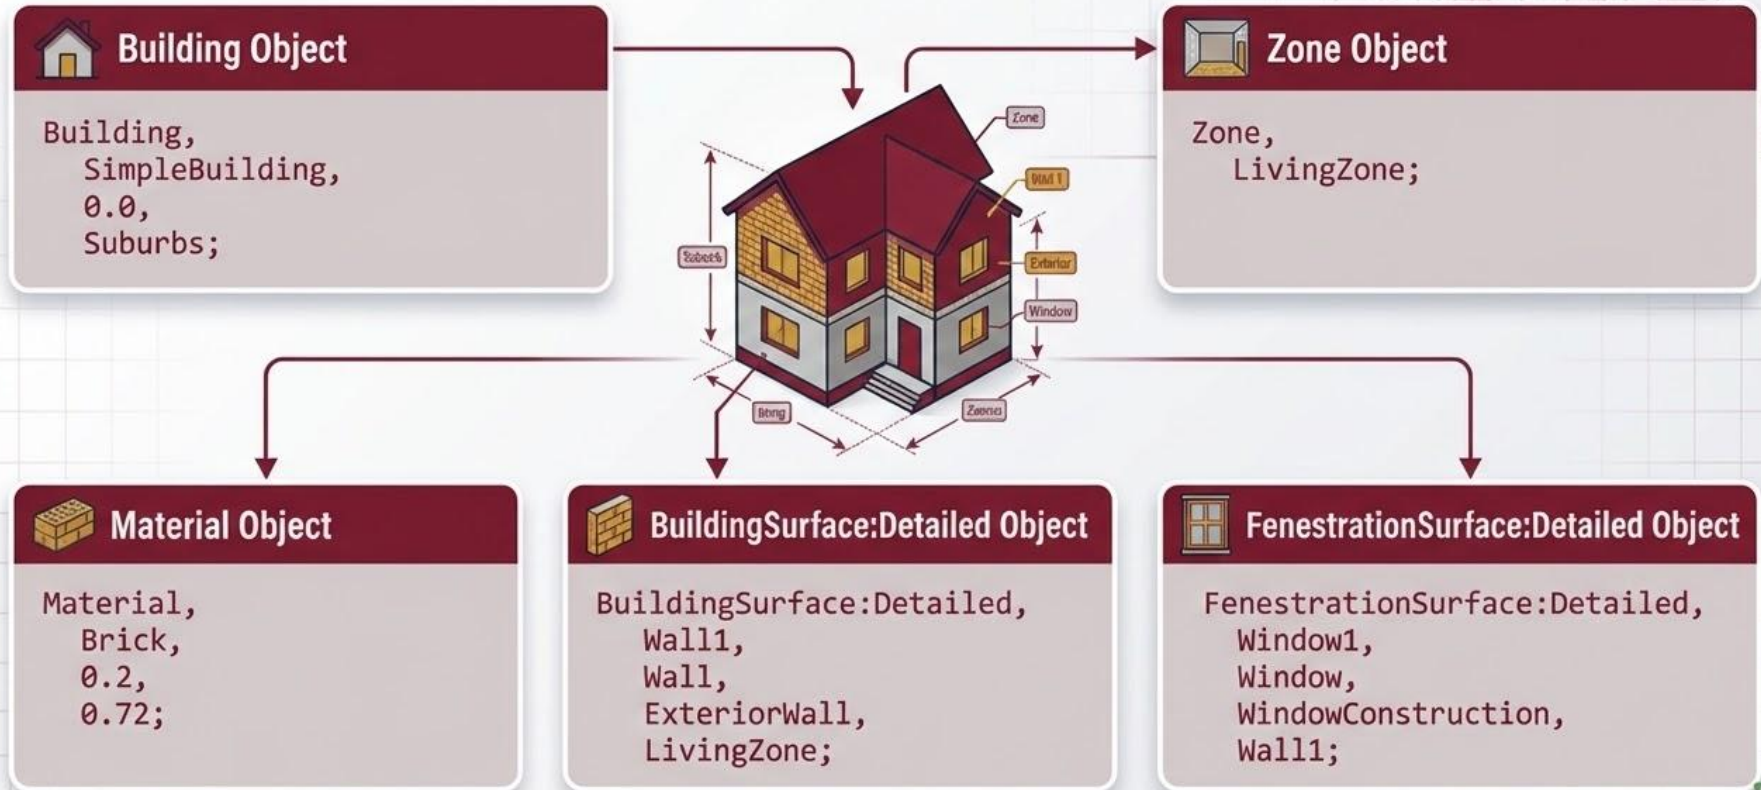 Building Object
Building,
SimpleBuilding,
0.0,
Suburbs;
Zone Object
Zone,
LivingZone;
Zone
Exterior
Window
Material Object
Material,
Brick,
0.2,
0.72;
BuildingSurface:Detailed Object
BuildingSurface:Detailed,
Wall1,
Wall,
ExteriorWall,
LivingZone;
FenestrationSurface:Detailed Object
FenestrationSurface:Detailed,
Window1,
Window,
WindowConstruction,
Wall1;